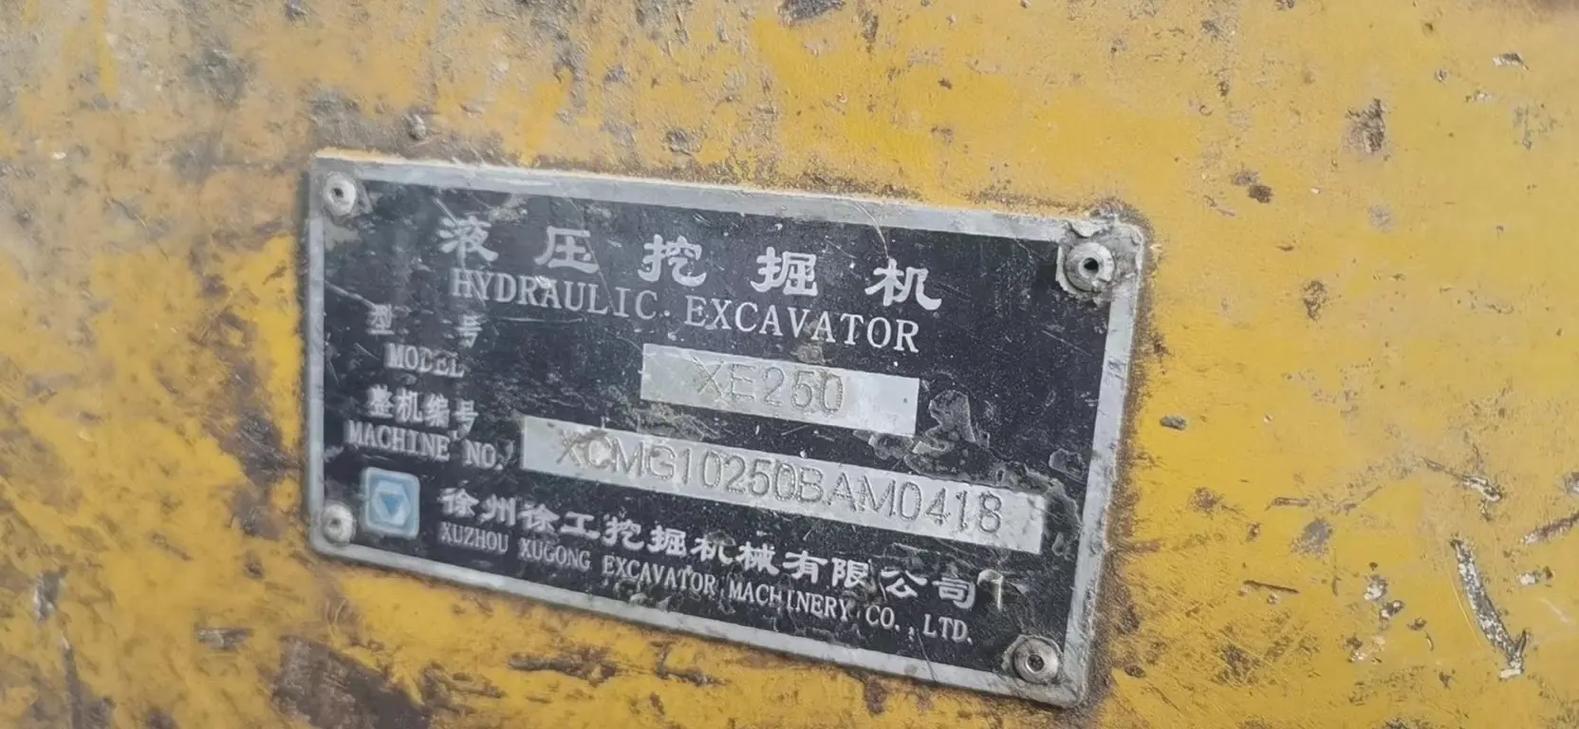 液压挖掘机
HYDRAULIC EXCAVATOR
型号
MODEL XE250
整机编号
MACHINE NO. XCMG10250BAM0418
徐州徐工挖掘机械有限公司
XUZHOU XUGONG EXCAVATOR MACHINERY CO., LTD.